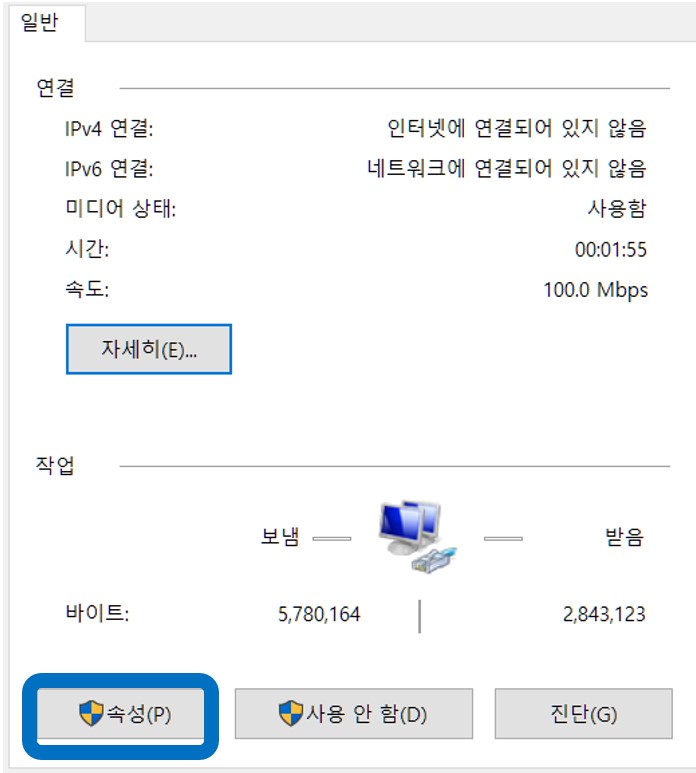 일반
연결
IPv4 연결: 인터넷에 연결되어 있지 않음
IPv6 연결: 네트워크에 연결되어 있지 않음
미디어 상태: 사용함
시간: 00:01:55
속도: 100.0 Mbps
자세히(E)...
작업
보냄 받음
바이트: 5,780,164 2,843,123
속성(P) 사용 안 함(D) 진단(G)